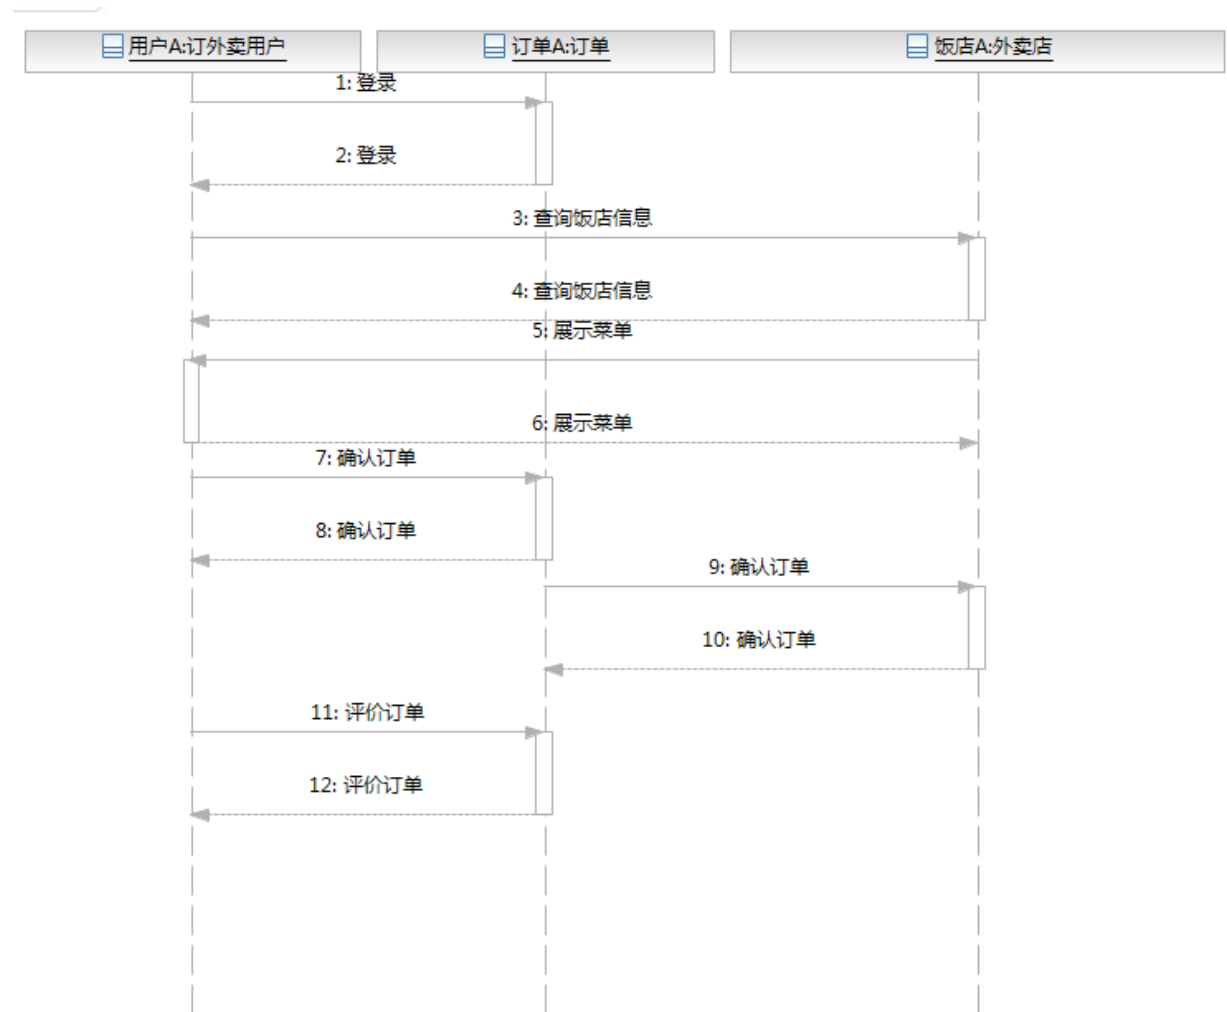 用户A:订外卖用户
订单A:订单
饭店A:外卖店
1: 登录
2: 登录
3: 查询饭店信息
4: 查询饭店信息
5: 展示菜单
6: 展示菜单
7: 确认订单
8: 确认订单
9: 确认订单
10: 确认订单
11: 评价订单
12: 评价订单